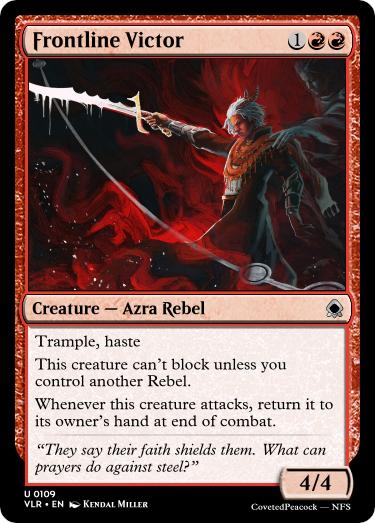 Frontline Victor 1
Creature — Azra Rebel
Trample, haste
This creature can't block unless you
control another Rebel.
Whenever this creature attacks, return it to
its owner's hand at end of combat.
"They say their faith shields them. What can
prayers do against steel?"
4/4
U 0109
VLR • EN Kendal Miller
CovetedPeacock — NFS